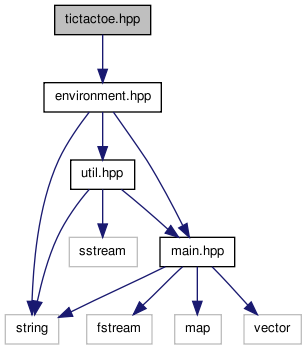 tictactoe.hpp
environment.hpp
util.hpp
sstream
main.hpp
string
fstream
map
vector